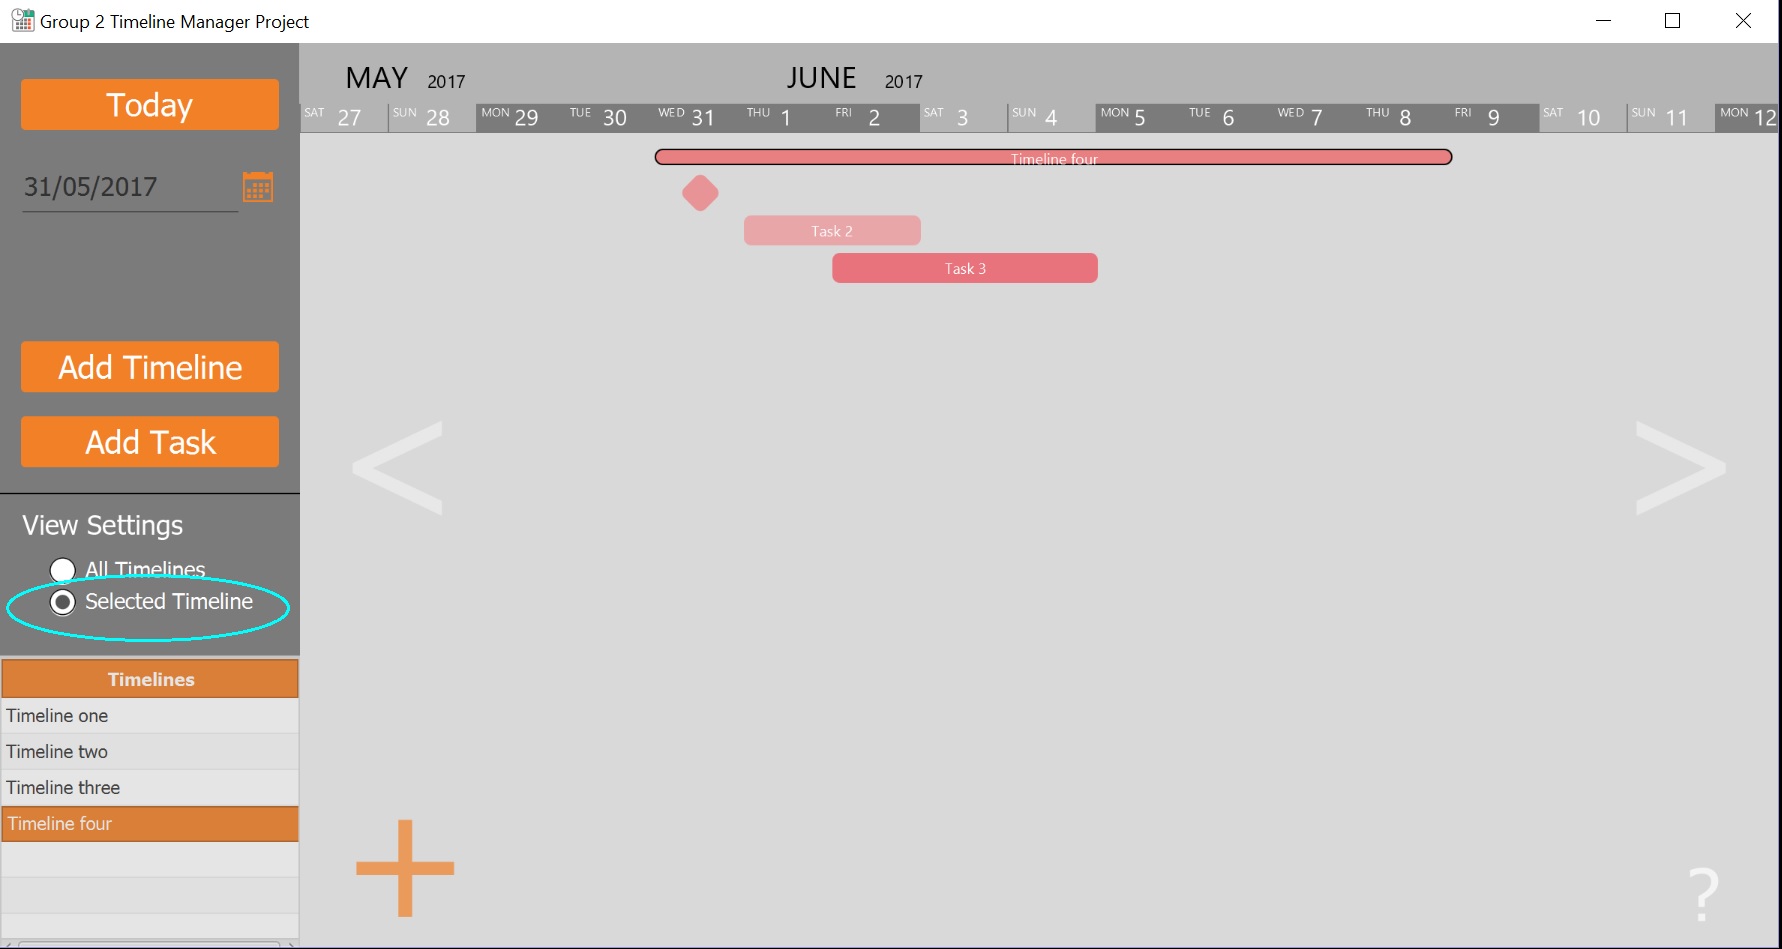 Group 2 Timeline Manager Project
Today
31/05/2017
Add Timeline
Add Task
View Settings
All Timelines
Selected Timeline
Timelines
Timeline one
Timeline two
Timeline three
Timeline four
MAY 2017 JUNE 2017
SAT 27 SUN 28 MON 29 TUE 30 WED 31 THU 1 FRI 2 SAT 3 SUN 4 MON 5 TUE 6 WED 7 THU 8 FRI 9 SAT 10 SUN 11 MON 12
Timeline four
Task 2
Task 3
< >
+
?